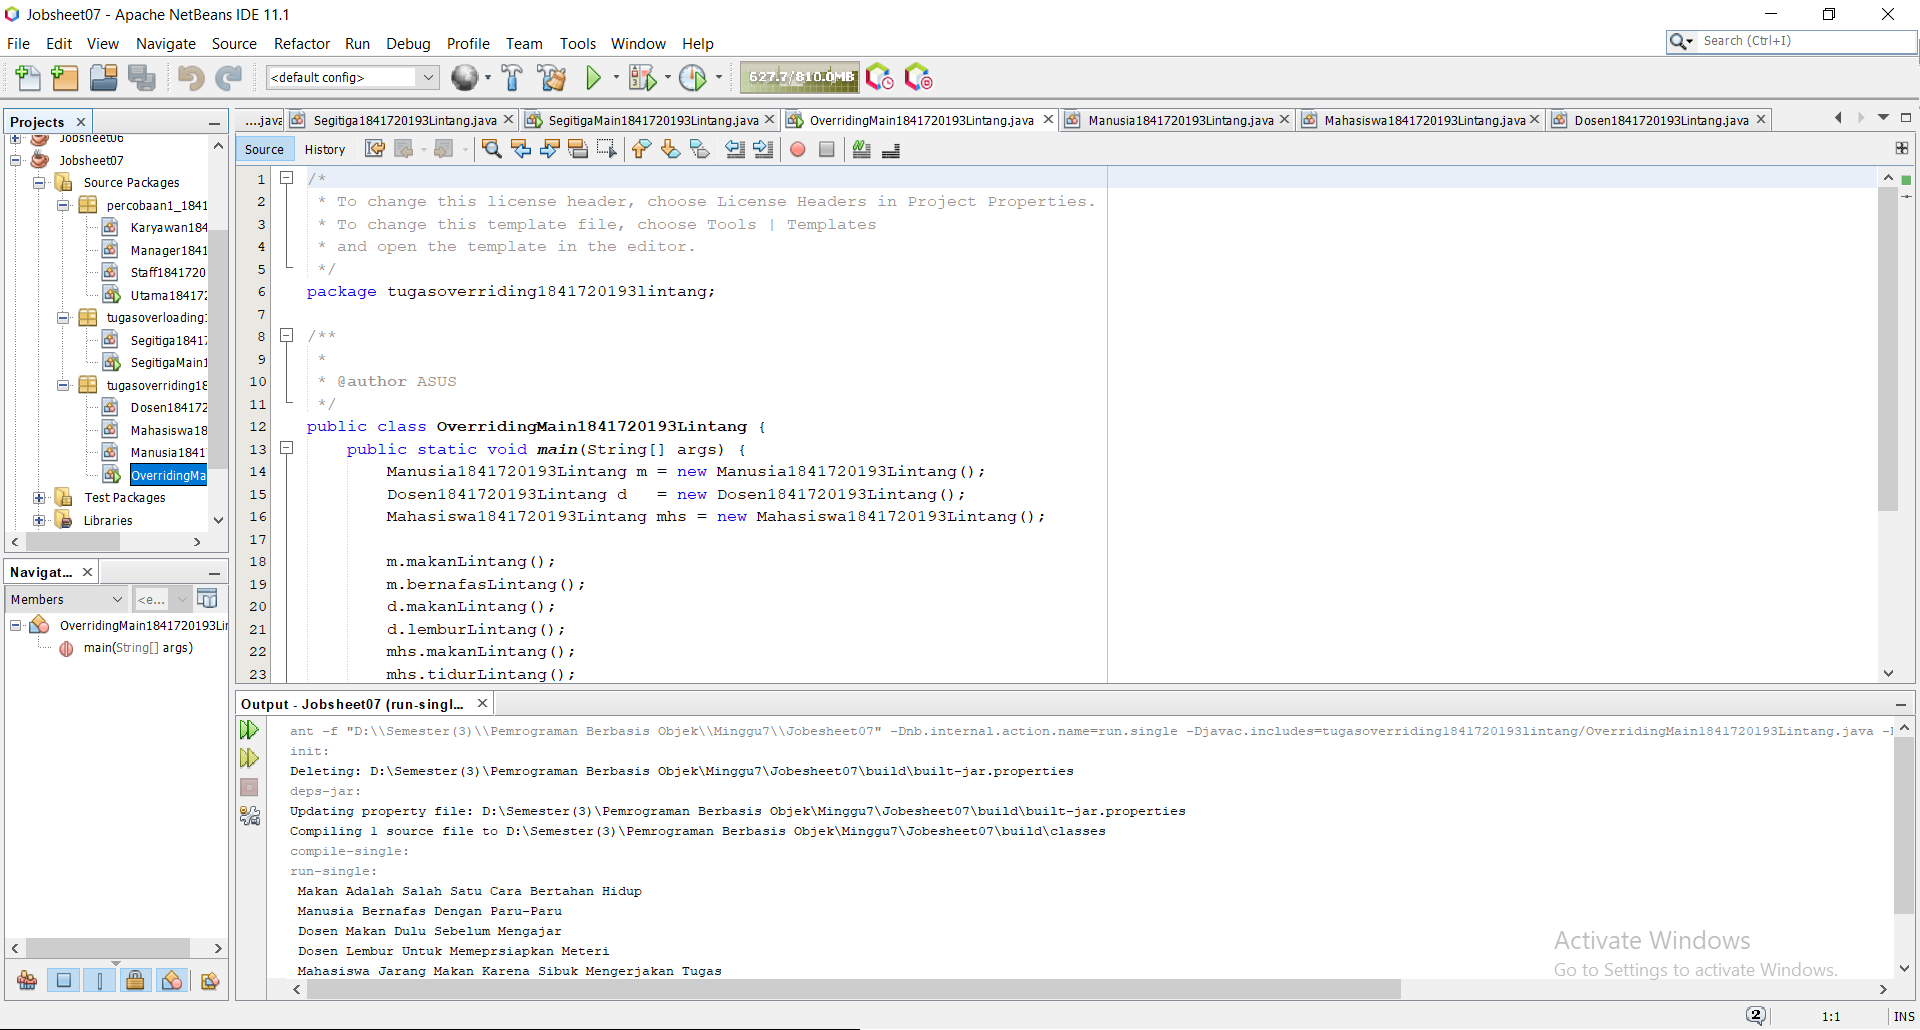 Jobsheet07 - Apache NetBeans IDE 11.1
File Edit View Navigate Source Refactor Run Debug Profile Team Tools Window Help
Search (Ctrl+I)
<default config>
627.7/810.0MB
Projects
Jobsheet06
Jobsheet07
Source Packages
percobaan1_1841
Karyawan184
Manager1841
Staff1841720
Utama18417
tugasoverloading
Segitiga1841
SegitigaMain1
tugasoverriding18
Dosen184172
Mahasiswa18
Manusia1841
OverridingMa
Test Packages
Libraries
....java Segitiga1841720193Lintang.java SegitigaMain1841720193Lintang.java OverridingMain1841720193Lintang.java Manusia1841720193Lintang.java Mahasiswa1841720193Lintang.java Dosen1841720193Lintang.java
Source History
1 /*
2 * To change this license header, choose License Headers in Project Properties.
3 * To change this template file, choose Tools | Templates
4 * and open the template in the editor.
5 */
6 package tugasoverriding1841720193lintang;
7
8 /**
9 *
10 * @author ASUS
11 */
12 public class OverridingMain1841720193Lintang {
13 public static void main(String[] args) {
14 Manusia1841720193Lintang m = new Manusia1841720193Lintang();
15 Dosen1841720193Lintang d = new Dosen1841720193Lintang();
16 Mahasiswa1841720193Lintang mhs = new Mahasiswa1841720193Lintang();
17
18 m.makanLintang();
19 m.bernafasLintang();
20 d.makanLintang();
21 d.lemburLintang();
22 mhs.makanLintang();
23 mhs.tidurLintang();
Navigat...
Members <e...
OverridingMain1841720193Li
main(String[] args)
Output - Jobsheet07 (run-singl...
ant -f "D:\\Semester(3)\\Pemrograman Berbasis Objek\\Minggu7\\Jobesheet07" -Dnb.internal.action.name=run.single -Djavac.includes=tugasoverriding1841720193lintang/OverridingMain1841720193Lintang.java -
init:
Deleting: D:\Semester(3)\Pemrograman Berbasis Objek\Minggu7\Jobesheet07\build\built-jar.properties
deps-jar:
Updating property file: D:\Semester(3)\Pemrograman Berbasis Objek\Minggu7\Jobesheet07\build\built-jar.properties
Compiling 1 source file to D:\Semester(3)\Pemrograman Berbasis Objek\Minggu7\Jobesheet07\build\classes
compile-single:
run-single:
Makan Adalah Salah Satu Cara Bertahan Hidup
Manusia Bernafas Dengan Paru-Paru
Dosen Makan Dulu Sebelum Mengajar
Dosen Lembur Untuk Memeprsiapkan Meteri
Mahasiswa Jarang Makan Karena Sibuk Mengerjakan Tugas
Activate Windows
Go to Settings to activate Windows.
2 1:1 INS